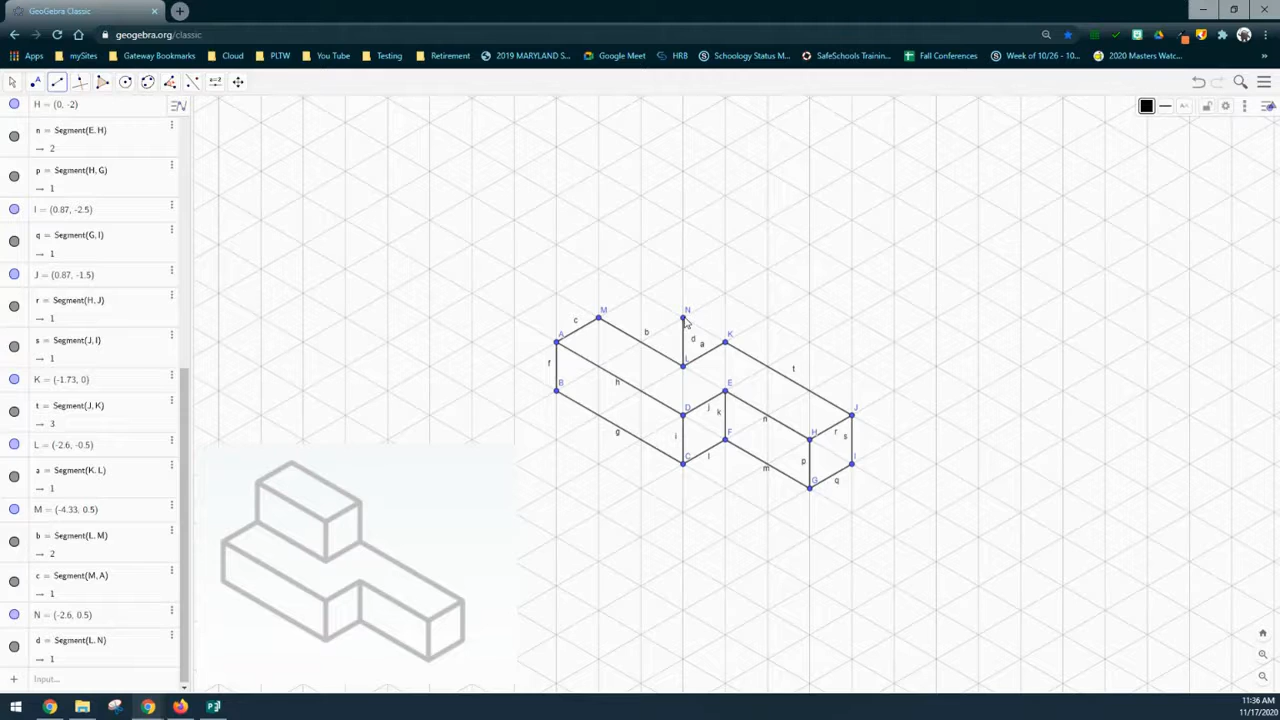 GeoGebra Classic
geogebra.org/classic
Apps
mySites
Gateway Bookmarks
Cloud
PLTW
You Tube
Testing
Retirement
2019 MARYLAND S...
Google Meet
HRB
Schoology Status M...
SafeSchools Trainin...
Fall Conferences
Week of 10/26 - 10...
2020 Masters Watc...
H = (0, -2)
n = Segment(E, H)
→ 2
p = Segment(H, G)
→ 1
I = (0.87, -2.5)
q = Segment(G, I)
→ 1
J = (0.87, -1.5)
r = Segment(H, J)
→ 1
s = Segment(J, I)
→ 1
K = (-1.73, 0)
t = Segment(J, K)
→ 3
L = (-2.6, -0.5)
a = Segment(K, L)
→ 1
M = (-4.33, 0.5)
b = Segment(L, M)
→ 2
c = Segment(M, A)
→ 1
N = (-2.6, 0.5)
d = Segment(L, N)
→ 1
Input...
M
N
c
A
b
d
a
K
f
L
t
h
B
E
D
j
k
n
J
g
i
F
H
r
s
C
l
m
p
I
G
q
11:36 AM
11/17/2020